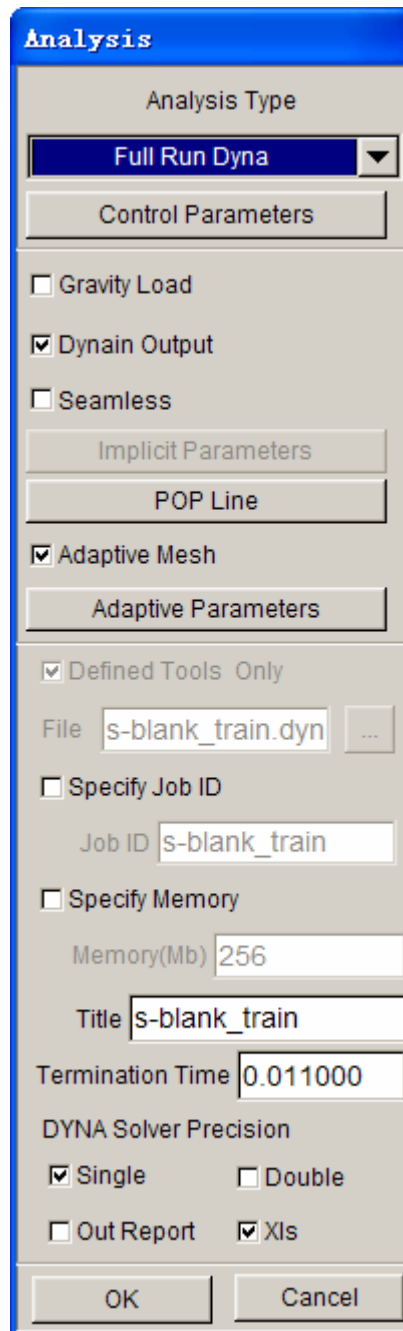 Analysis
Analysis Type
Full Run Dyna
Control Parameters
Gravity Load
Dynain Output
Seamless
Implicit Parameters
POP Line
Adaptive Mesh
Adaptive Parameters
Defined Tools Only
File s-blank_train.dyn ...
Specify Job ID
Job ID s-blank_train
Specify Memory
Memory(Mb) 256
Title s-blank_train
Termination Time 0.011000
DYNA Solver Precision
Single Double
Out Report Xls
OK Cancel